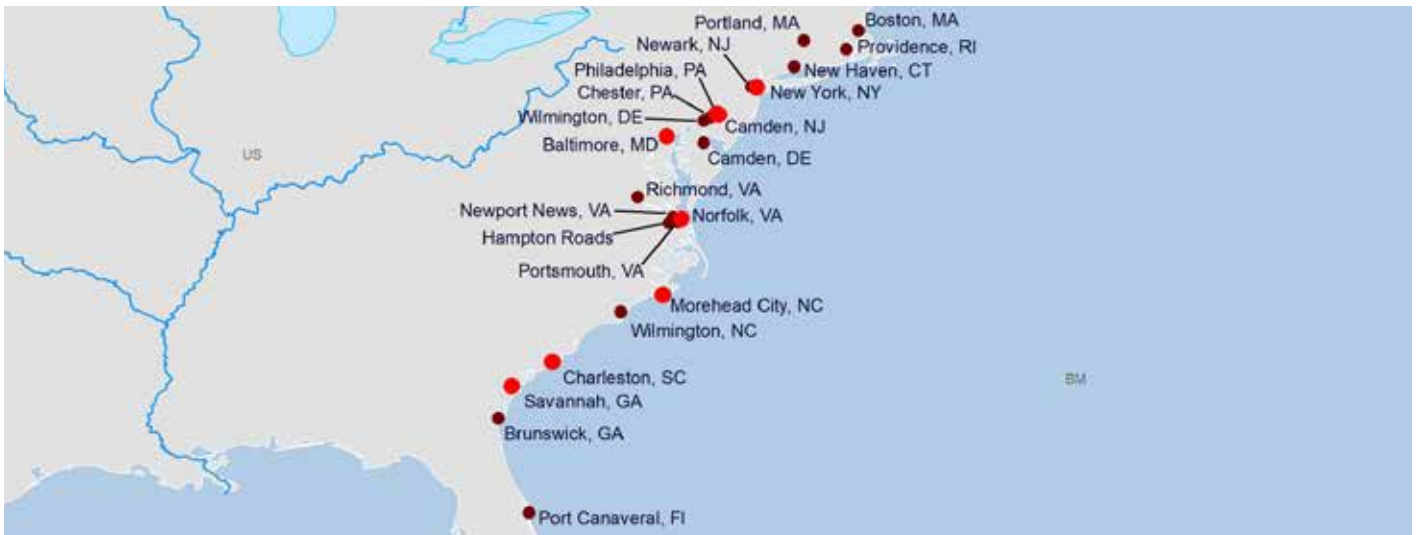 Portland, MA
Boston, MA
Newark, NJ
Providence, RI
Philadelphia, PA
New Haven, CT
Chester, PA
New York, NY
Wilmington, DE
Camden, NJ
Baltimore, MD
US
Camden, DE
Richmond, VA
Newport News, VA
Norfolk, VA
Hampton Roads
Portsmouth, VA
Morehead City, NC
Wilmington, NC
Charleston, SC
BM
Savannah, GA
Brunswick, GA
Port Canaveral, Fl